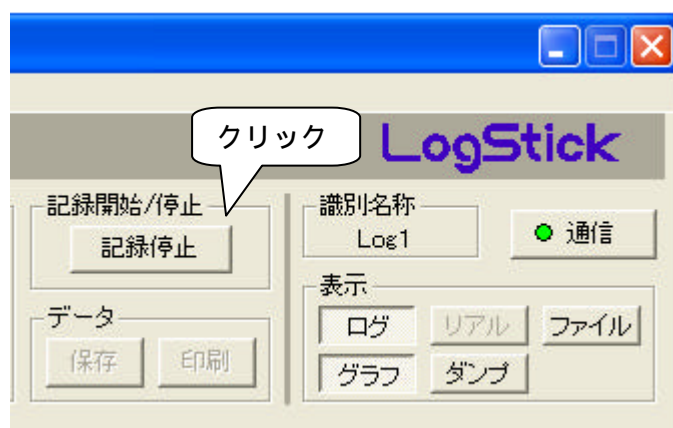 クリック
LogStick
記録開始/停止
記録停止
識別名称
Log1
通信
データ
保存 印刷
表示
ログ リアル ファイル
グラフ ダンプ